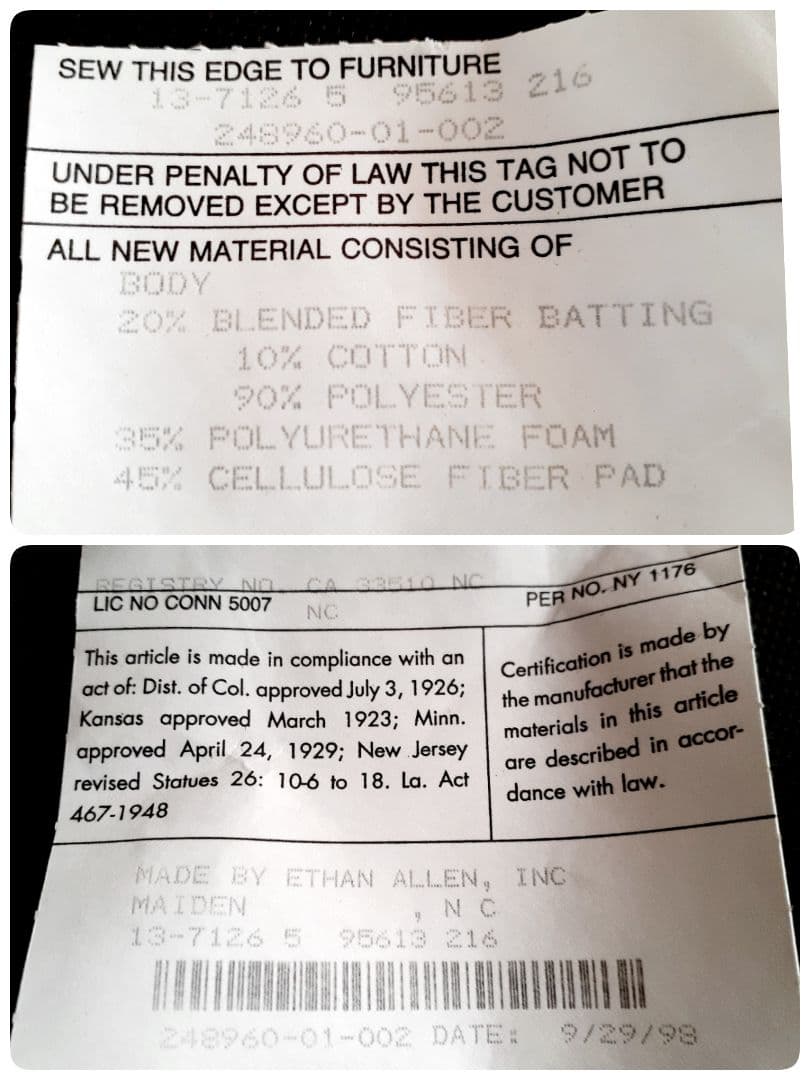 SEW THIS EDGE TO FURNITURE
13-7126 5 95613 216
248960-01-002
UNDER PENALTY OF LAW THIS TAG NOT TO
BE REMOVED EXCEPT BY THE CUSTOMER
ALL NEW MATERIAL CONSISTING OF
BODY
20% BLENDED FIBER BATTING
10% COTTON
90% POLYESTER
35% POLYURETHANE FOAM
45% CELLULOSE FIBER PAD
REGISTRY NO. CA 33510 NC
LIC NO CONN 5007
NC
PER NO. NY 1176
This article is made in compliance with an
act of: Dist. of Col. approved July 3, 1926;
Kansas approved March 1923; Minn.
approved April 24, 1929; New Jersey
revised Statues 26: 10-6 to 18. La. Act
467-1948
Certification is made by
the manufacturer that the
materials in this article
are described in accor-
dance with law.
MADE BY ETHAN ALLEN, INC
MAIDEN , N C
13-7126 5 95613 216
248960-01-002 DATE: 9/29/98